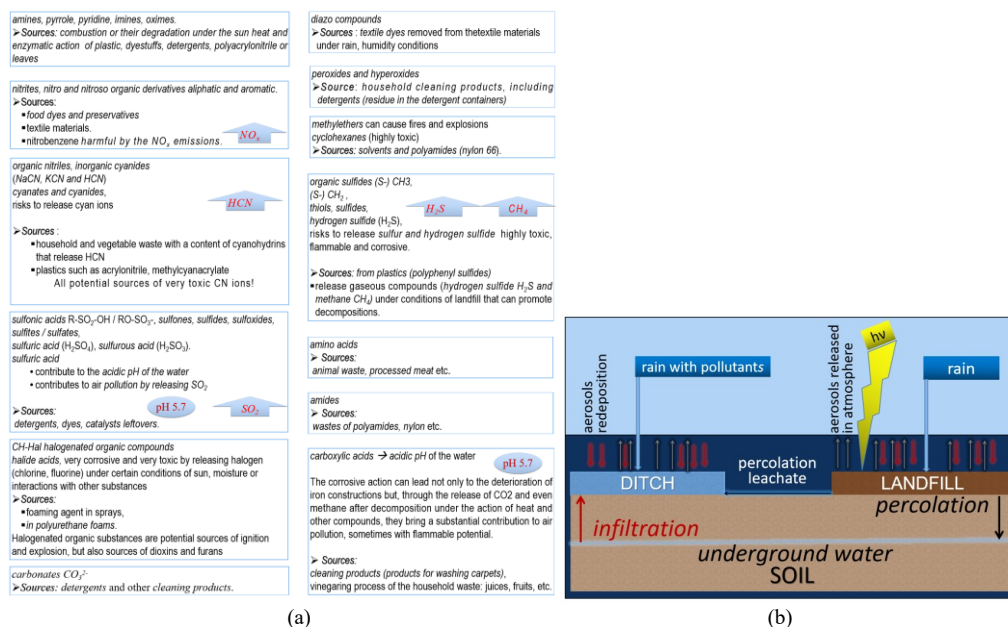 amines, pyrrole, pyridine, imines, oximes.
➢Sources: combustion or their degradation under the sun heat and
enzymatic action of plastic, dyestuffs, detergents, polyacrylonitrile or
leaves
nitrites, nitro and nitroso organic derivatives aliphatic and aromatic.
➢Sources:
▪food dyes and preservatives
▪textile materials.
▪nitrobenzene harmful by the NOx emissions.
NOx
organic nitriles, inorganic cyanides
(NaCN, KCN and HCN)
cyanates and cyanides,
risks to release cyan ions
HCN
➢Sources :
▪household and vegetable waste with a content of cyanohydrins
that release HCN
▪plastics such as acrylonitrile, methylcyanacrylate
All potential sources of very toxic CN ions!
sulfonic acids R-SO2-OH / RO-SO3-, sulfones, sulfides, sulfoxides,
sulfites / sulfates,
sulfuric acid (H2SO4), sulfurous acid (H2SO3).
sulfuric acid
• contribute to the acidic pH of the water
• contributes to air pollution by releasing SO2
pH 5.7
SO2
➢Sources:
detergents, dyes, catalysts leftovers.
CH-Hal halogenated organic compounds
halide acids, very corrosive and very toxic by releasing halogen
(chlorine, fluorine) under certain conditions of sun, moisture or
interactions with other substances
➢Sources:
▪foaming agent in sprays,
▪in polyurethane foams.
Halogenated organic substances are potential sources of ignition
and explosion, but also sources of dioxins and furans
carbonates CO3²⁻
➢Sources: detergents and other cleaning products.
diazo compounds
➢Sources : textile dyes removed from thetextile materials
under rain, humidity conditions
peroxides and hyperoxides
➢Source: household cleaning products, including
detergents (residue in the detergent containers)
methylethers can cause fires and explosions
cyclohexanes (highly toxic)
➢Sources: solvents and polyamides (nylon 66).
organic sulfides (S-) CH3,
(S-) CH2 ,
thiols, sulfides,
hydrogen sulfide (H2S),
H2S
CH4
risks to release sulfur and hydrogen sulfide highly toxic,
flammable and corrosive.
➢Sources: from plastics (polyphenyl sulfides)
▪release gaseous compounds (hydrogen sulfide H2S and
methane CH4) under conditions of landfill that can promote
decompositions.
amino acids
➢Sources:
animal waste, processed meat etc.
amides
➢Sources:
wastes of polyamides, nylon etc.
carboxylic acids → acidic pH of the water
pH 5.7
The corrosive action can lead not only to the deterioration of
iron constructions but, through the release of CO2 and even
methane after decomposition under the action of heat and
other compounds, they bring a substantial contribution to air
pollution, sometimes with flammable potential.
➢Sources:
cleaning products (products for washing carpets),
vinegaring process of the household waste: juices, fruits, etc.
(a)
aerosols
redeposition
rain with pollutants
aerosols released
in atmosphere
hν
rain
DITCH
percolation
leachate
LANDFILL
infiltration
percolation
underground water
SOIL
(b)